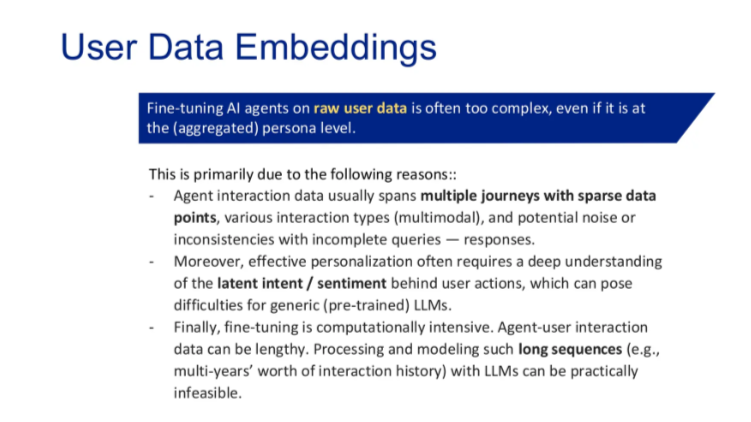 User Data Embeddings
Fine-tuning AI agents on raw user data is often too complex, even if it is at
the (aggregated) persona level.
This is primarily due to the following reasons::
- Agent interaction data usually spans multiple journeys with sparse data
points, various interaction types (multimodal), and potential noise or
inconsistencies with incomplete queries — responses.
- Moreover, effective personalization often requires a deep understanding
of the latent intent / sentiment behind user actions, which can pose
difficulties for generic (pre-trained) LLMs.
- Finally, fine-tuning is computationally intensive. Agent-user interaction
data can be lengthy. Processing and modeling such long sequences (e.g.,
multi-years’ worth of interaction history) with LLMs can be practically
infeasible.